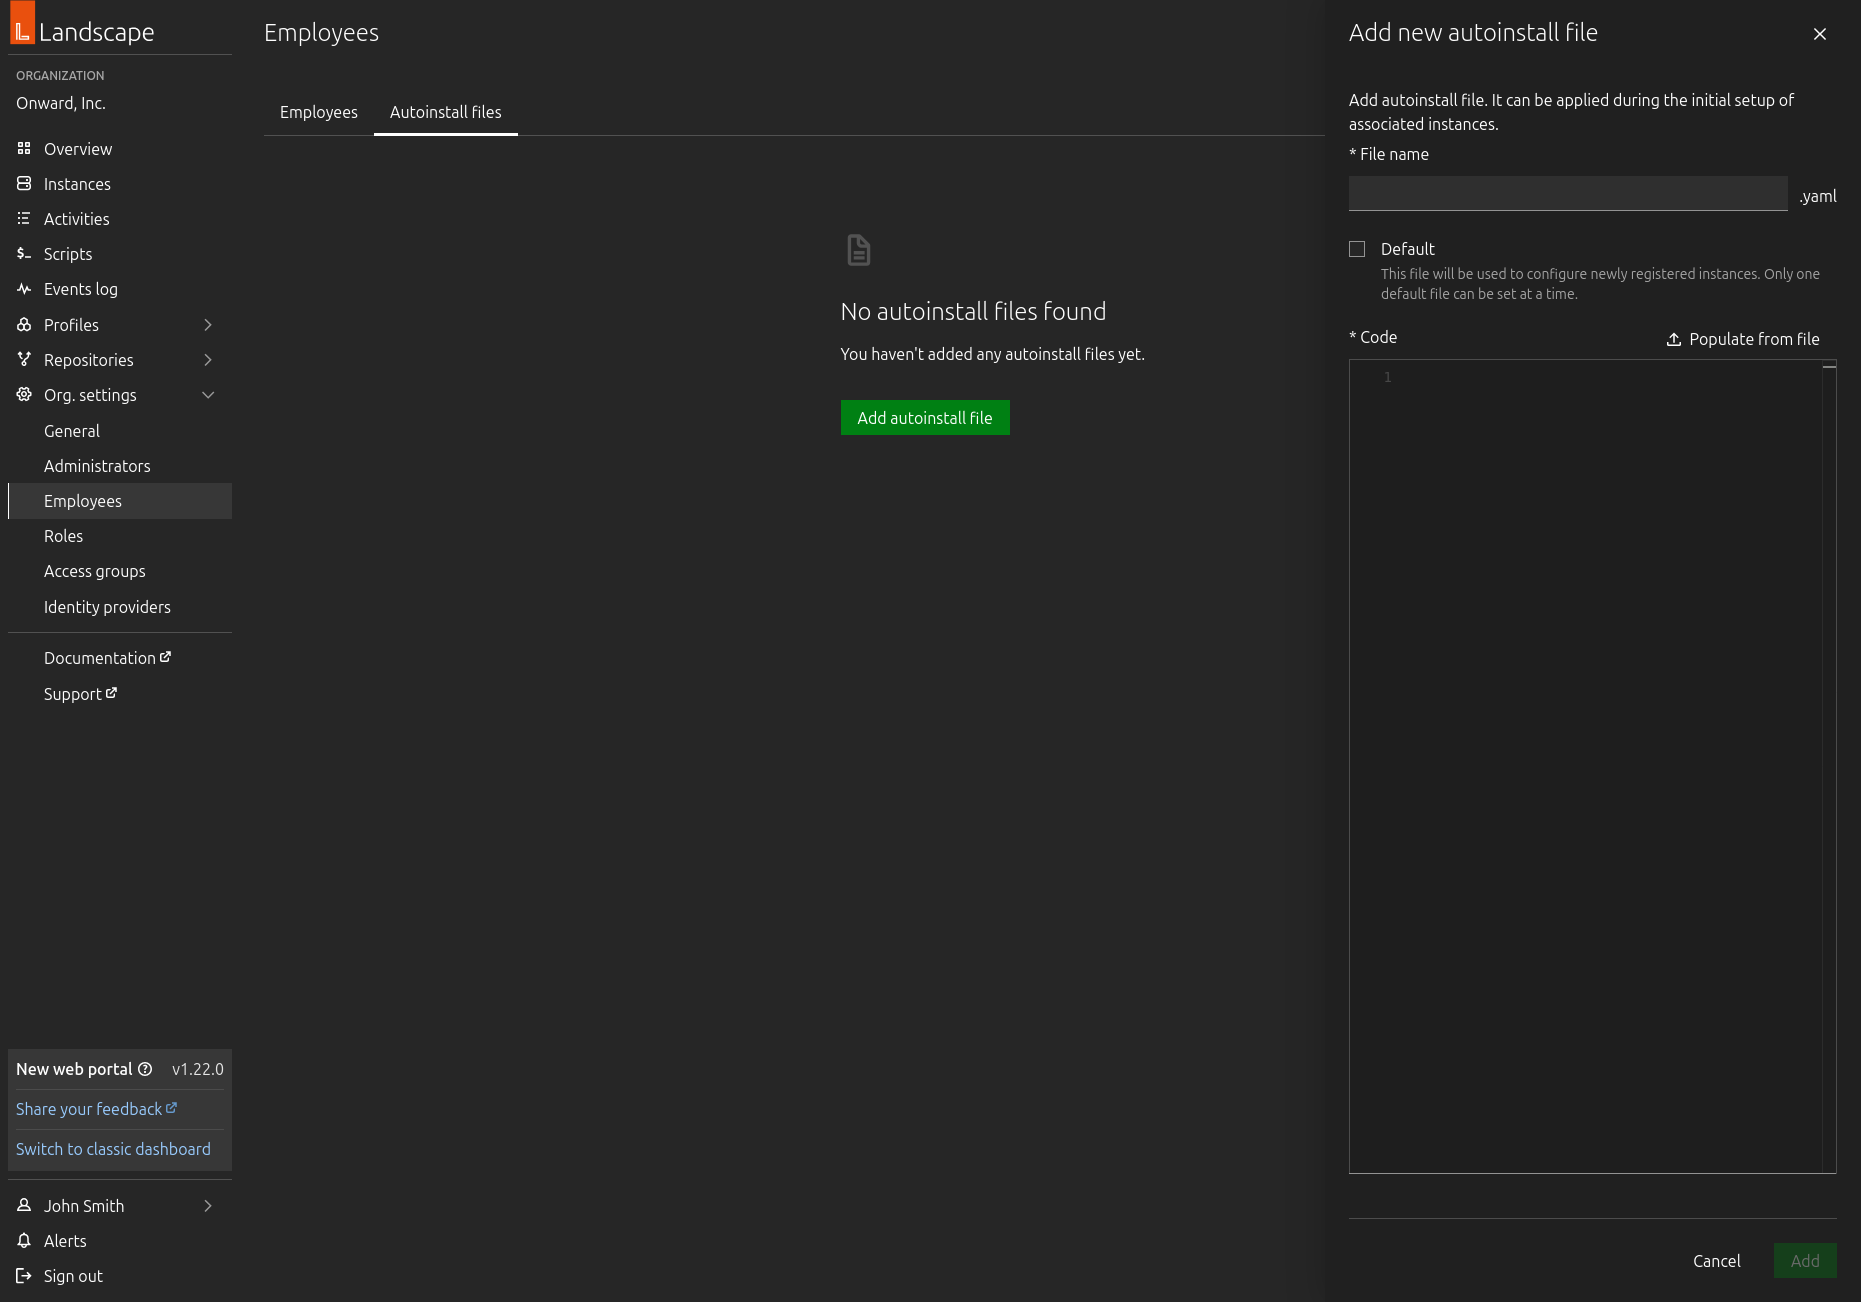 Landscape
ORGANIZATION
Onward, Inc.
Overview
Instances
Activities
Scripts
Events log
Profiles
Repositories
Org. settings
General
Administrators
Employees
Roles
Access groups
Identity providers
Documentation
Support
New web portal v1.22.0
Share your feedback
Switch to classic dashboard
John Smith
Alerts
Sign out
Employees
Employees Autoinstall files
No autoinstall files found
You haven't added any autoinstall files yet.
Add autoinstall file
Add new autoinstall file
Add autoinstall file. It can be applied during the initial setup of
associated instances.
* File name
.yaml
Default
This file will be used to configure newly registered instances. Only one
default file can be set at a time.
* Code Populate from file
1
Cancel Add